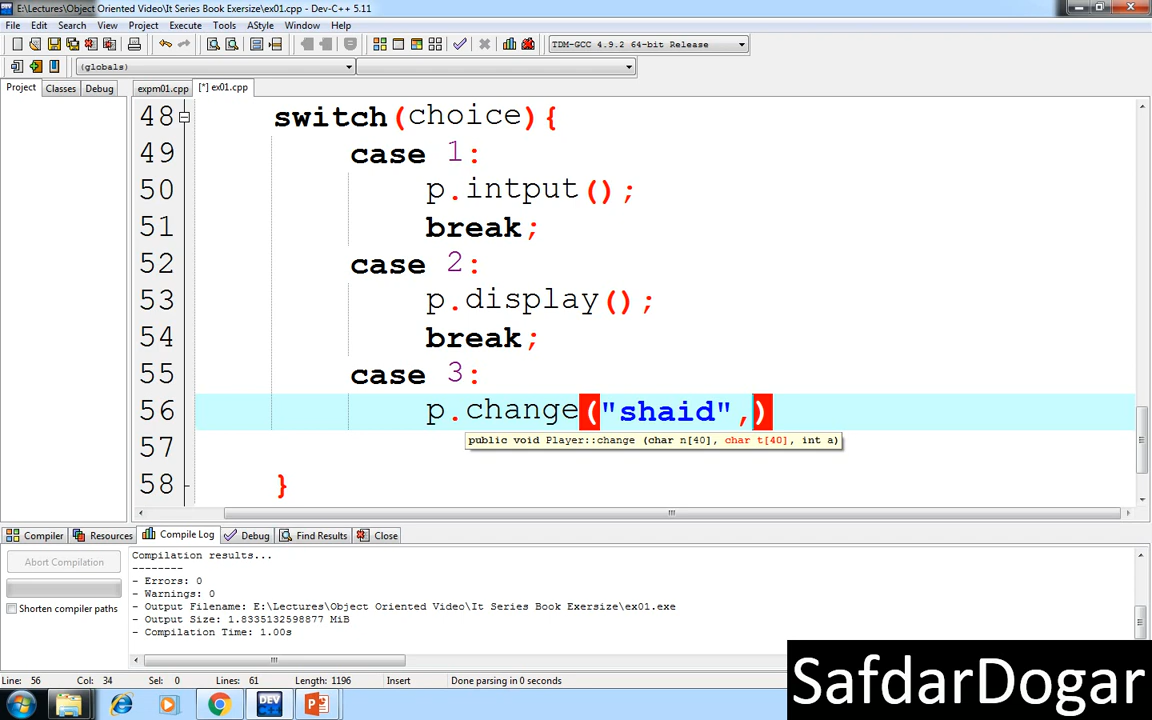 E:\Lectures\Object Oriented Video\It Series Book Exersize\ex01.cpp - Dev-C++ 5.11
File Edit Search View Project Execute Tools AStyle Window Help
TDM-GCC 4.9.2 64-bit Release
(globals)
Project Classes Debug expm01.cpp [*] ex01.cpp
48 switch(choice){
49 case 1:
50 p.intput();
51 break;
52 case 2:
53 p.display();
54 break;
55 case 3:
56 p.change("shaid",)
public void Player::change (char n[40], char t[40], int a)
57
58 }
Compiler Resources Compile Log Debug Find Results Close
Abort Compilation
Shorten compiler paths
Compilation results...
--------
- Errors: 0
- Warnings: 0
- Output Filename: E:\Lectures\Object Oriented Video\It Series Book Exersize\ex01.exe
- Output Size: 1.8335132598877 MiB
- Compilation Time: 1.00s
Line: 56 Col: 34 Sel: 0 Lines: 61 Length: 1196 Insert Done parsing in 0 seconds
DEV
SafdarDogar